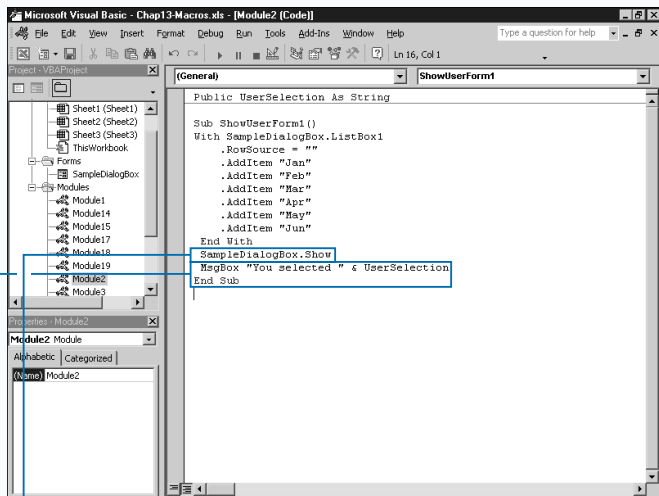 Microsoft Visual Basic - Chap13-Macros.xls - [Module2 (Code)]
File Edit View Insert Format Debug Run Tools Add-Ins Window Help
Type a question for help
Ln 16, Col 1
Project - VBAProject
(General)
ShowUserForm1
Sheet1 (Sheet1)
Sheet2 (Sheet2)
Sheet3 (Sheet3)
ThisWorkbook
Forms
SampleDialogBox
Modules
Module1
Module14
Module15
Module17
Module18
Module19
Module2
Module3
Public UserSelection As String
Sub ShowUserForm1()
With SampleDialogBox.ListBox1
.RowSource = ""
.AddItem "Jan"
.AddItem "Feb"
.AddItem "Mar"
.AddItem "Apr"
.AddItem "May"
.AddItem "Jun"
End With
SampleDialogBox.Show
MsgBox "You selected " & UserSelection
End Sub
Properties - Module2
Module2 Module
Alphabetic Categorized
(Name) Module2